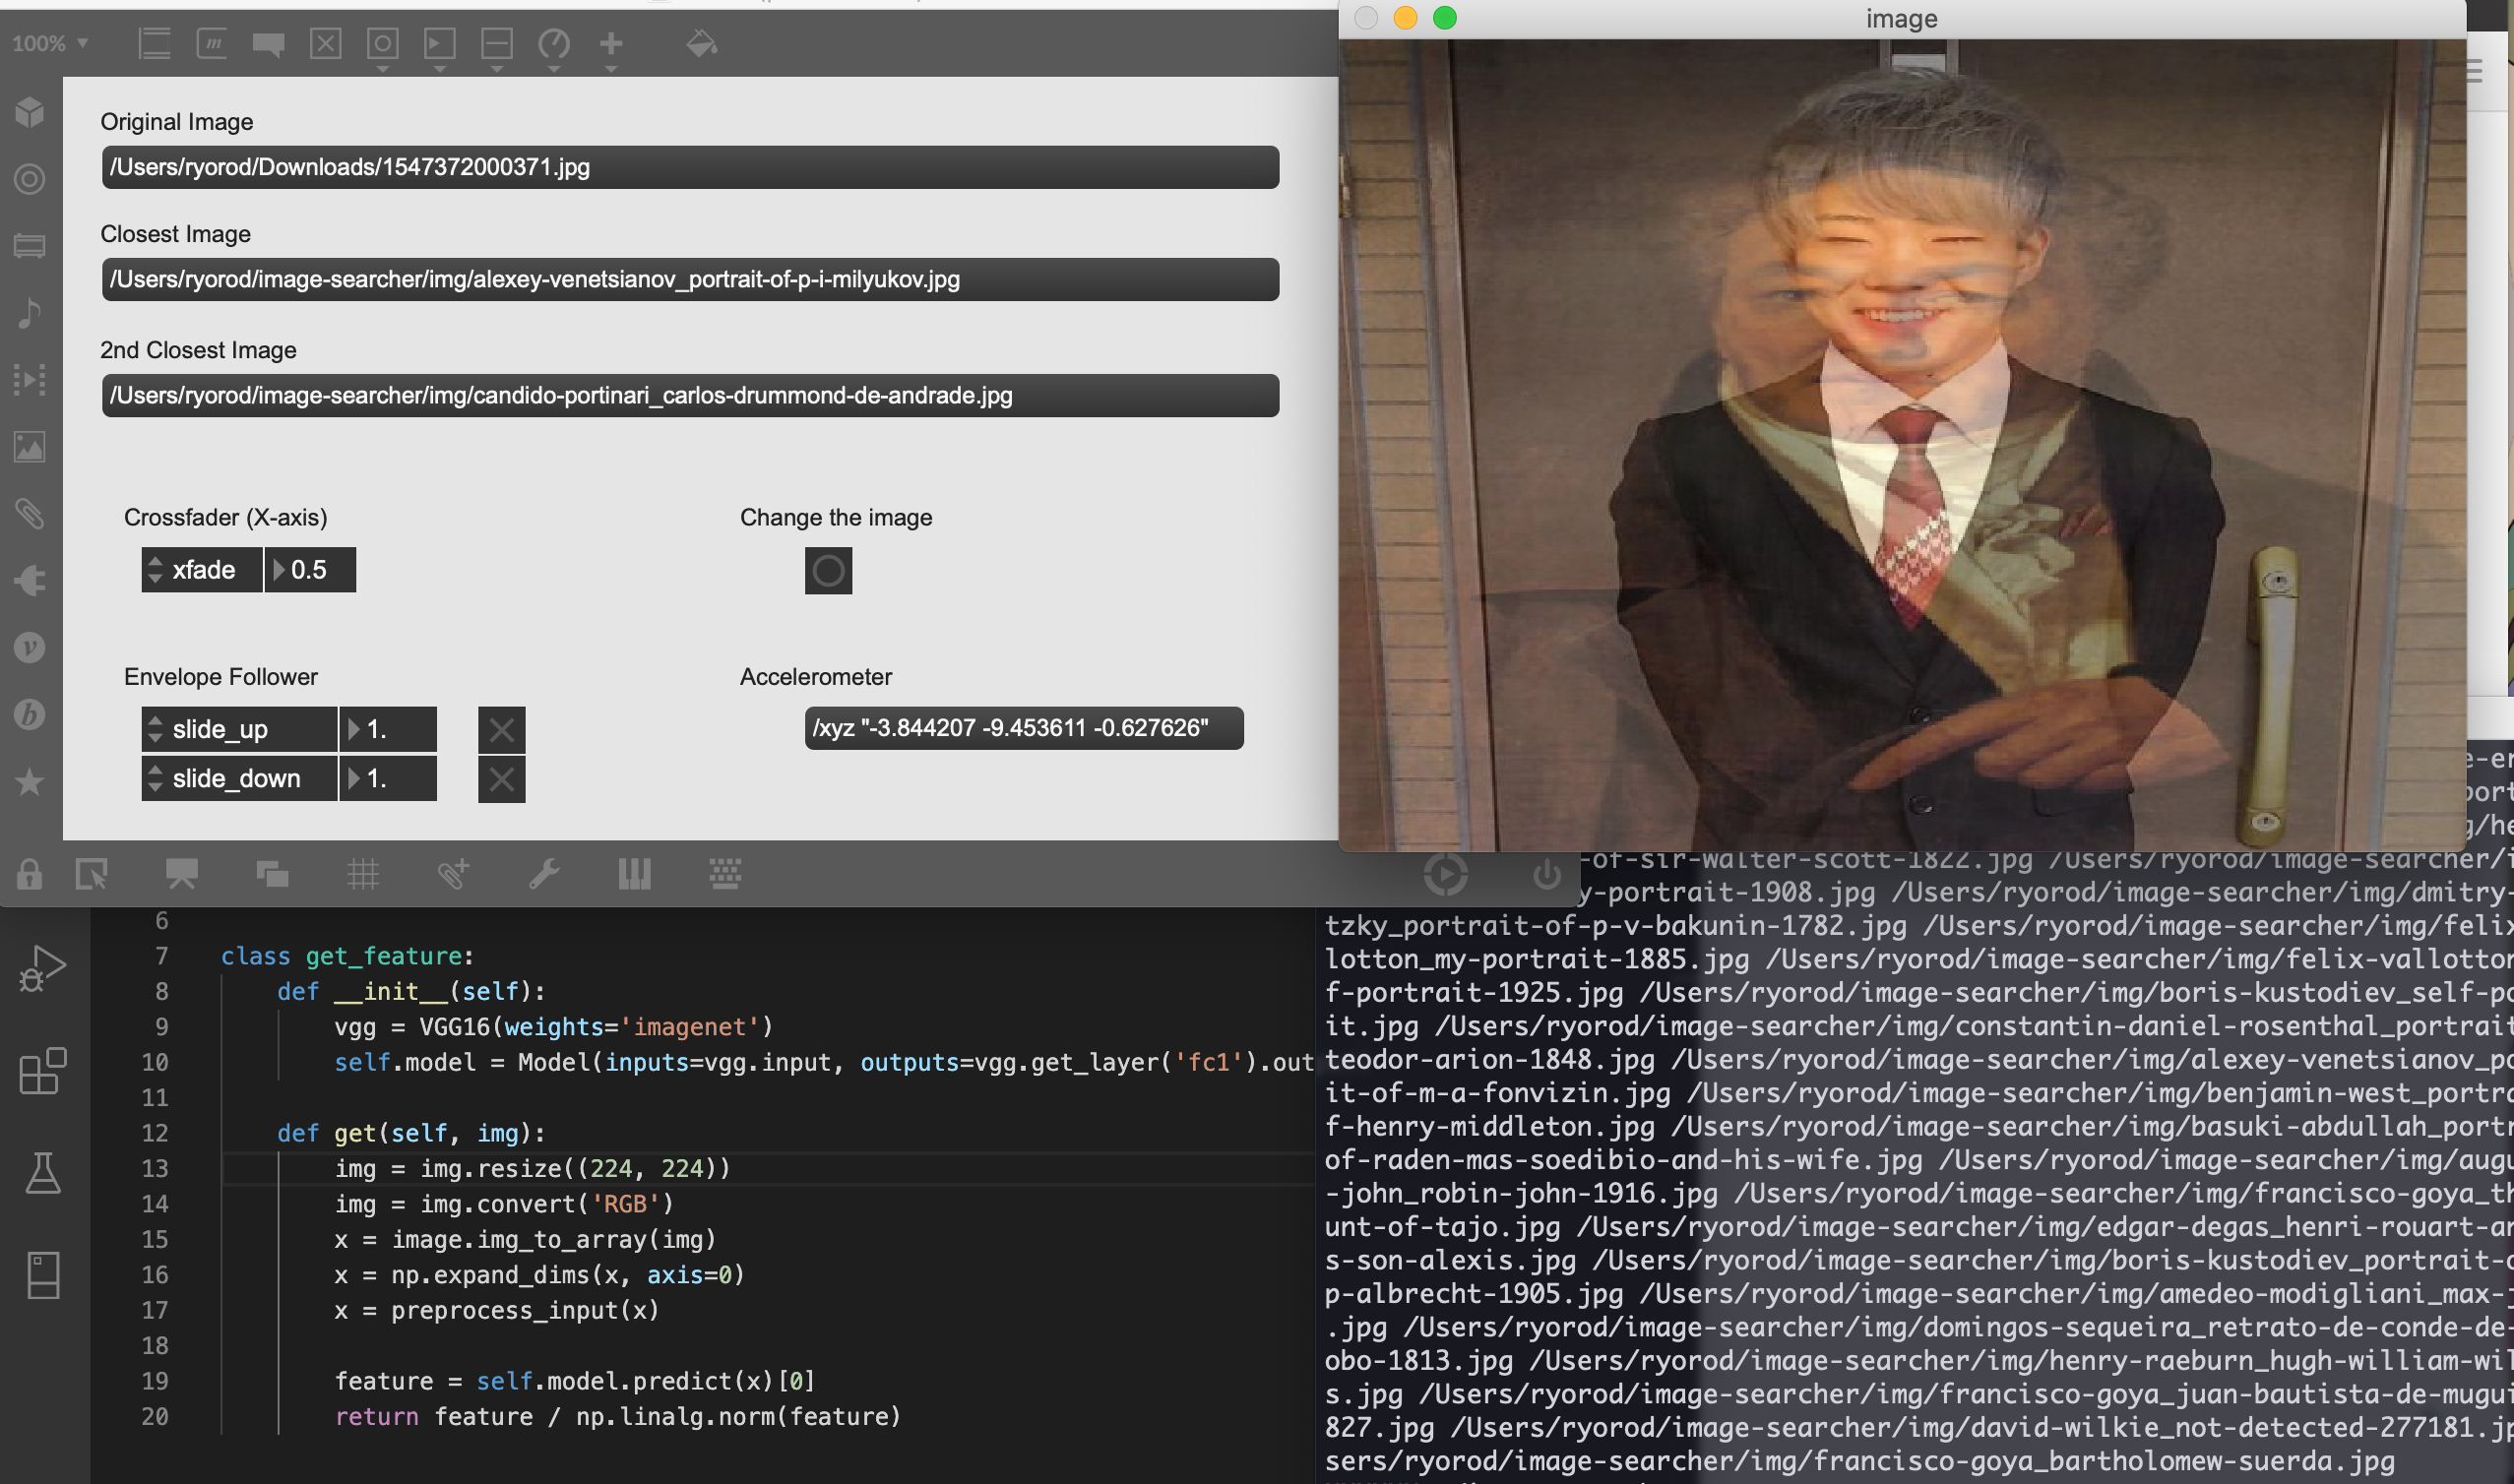 100%
m
image
Original Image
/Users/ryorod/Downloads/1547372000371.jpg
Closest Image
/Users/ryorod/image-searcher/img/alexey-venetsianov_portrait-of-p-i-milyukov.jpg
2nd Closest Image
/Users/ryorod/image-searcher/img/candido-portinari_carlos-drummond-de-andrade.jpg
Crossfader (X-axis)
xfade 0.5
Change the image
Envelope Follower
slide_up 1.
slide_down 1.
Accelerometer
/xyz "-3.844207 -9.453611 -0.627626"
v
b
6
7 class get_feature:
8 def __init__(self):
9 vgg = VGG16(weights='imagenet')
10 self.model = Model(inputs=vgg.input, outputs=vgg.get_layer('fc1').out
11
12 def get(self, img):
13 img = img.resize((224, 224))
14 img = img.convert('RGB')
15 x = image.img_to_array(img)
16 x = np.expand_dims(x, axis=0)
17 x = preprocess_input(x)
18
19 feature = self.model.predict(x)[0]
20 return feature / np.linalg.norm(feature)
e-er
port
g/he
-of-sir-walter-scott-1822.jpg /Users/ryorod/image-searcher/i
y-portrait-1908.jpg /Users/ryorod/image-searcher/img/dmitry-
tzky_portrait-of-p-v-bakunin-1782.jpg /Users/ryorod/image-searcher/img/felix
lotton_my-portrait-1885.jpg /Users/ryorod/image-searcher/img/felix-vallotton
f-portrait-1925.jpg /Users/ryorod/image-searcher/img/boris-kustodiev_self-po
it.jpg /Users/ryorod/image-searcher/img/constantin-daniel-rosenthal_portrait
teodor-arion-1848.jpg /Users/ryorod/image-searcher/img/alexey-venetsianov_po
it-of-m-a-fonvizin.jpg /Users/ryorod/image-searcher/img/benjamin-west_portra
f-henry-middleton.jpg /Users/ryorod/image-searcher/img/basuki-abdullah_portr
of-raden-mas-soedibio-and-his-wife.jpg /Users/ryorod/image-searcher/img/augu
-john_robin-john-1916.jpg /Users/ryorod/image-searcher/img/francisco-goya_th
unt-of-tajo.jpg /Users/ryorod/image-searcher/img/edgar-degas_henri-rouart-an
s-son-alexis.jpg /Users/ryorod/image-searcher/img/boris-kustodiev_portrait-o
p-albrecht-1905.jpg /Users/ryorod/image-searcher/img/amedeo-modigliani_max-j
.jpg /Users/ryorod/image-searcher/img/domingos-sequeira_retrato-de-conde-de-
obo-1813.jpg /Users/ryorod/image-searcher/img/henry-raeburn_hugh-william-wil
s.jpg /Users/ryorod/image-searcher/img/francisco-goya_juan-bautista-de-mugui
827.jpg /Users/ryorod/image-searcher/img/david-wilkie_not-detected-277181.jp
sers/ryorod/image-searcher/img/francisco-goya_bartholomew-suerda.jpg